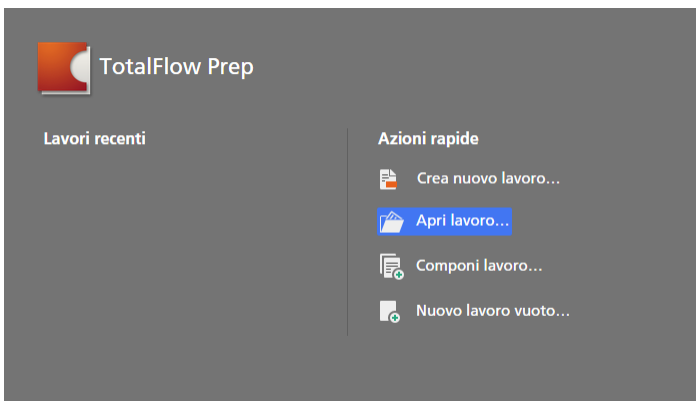 TotalFlow Prep
Lavori recenti
Azioni rapide
Crea nuovo lavoro...
Apri lavoro...
Componi lavoro...
Nuovo lavoro vuoto...